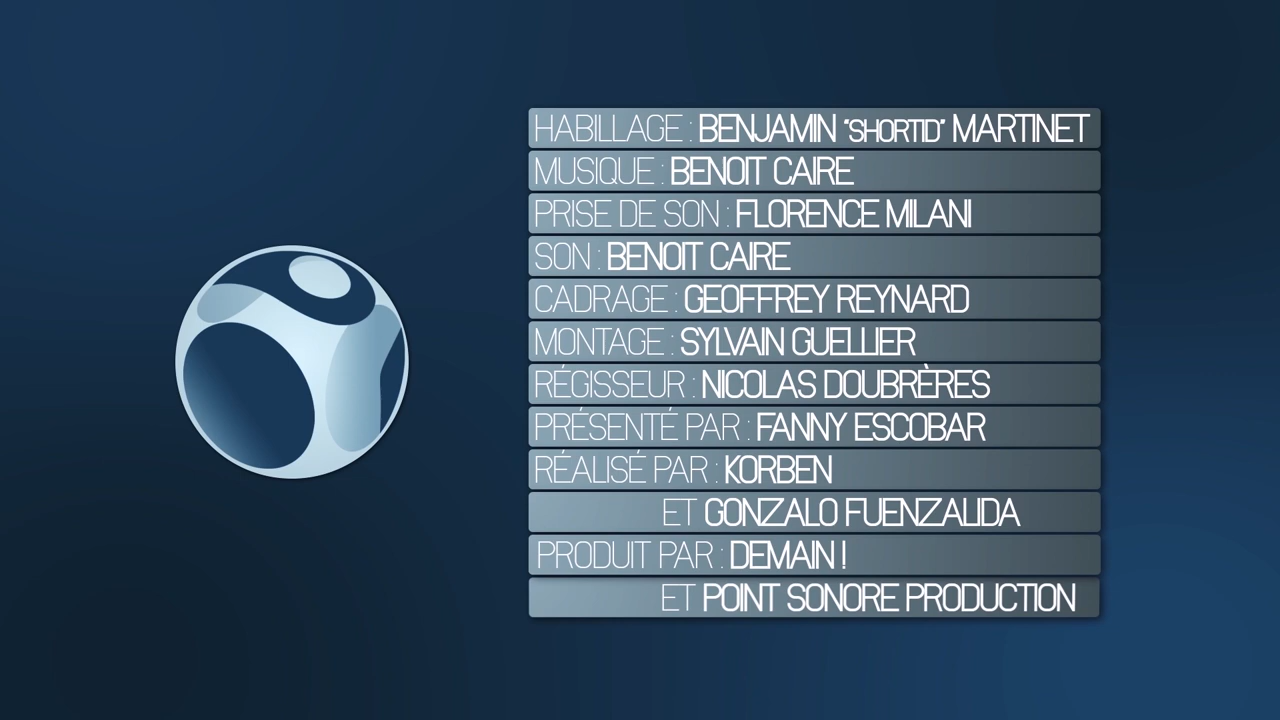 HABILLAGE : BENJAMIN "SHORTID" MARTINET
MUSIQUE : BENOIT CAIRE
PRISE DE SON : FLORENCE MILANI
SON : BENOIT CAIRE
CADRAGE : GEOFFREY REYNARD
MONTAGE : SYLVAIN GUELLIER
RÉGISSEUR : NICOLAS DOUBRÈRES
PRÉSENTÉ PAR : FANNY ESCOBAR
RÉALISÉ PAR : KORBEN
ET GONZALO FUENZALIDA
PRODUIT PAR : DEMAIN !
ET POINT SONORE PRODUCTION